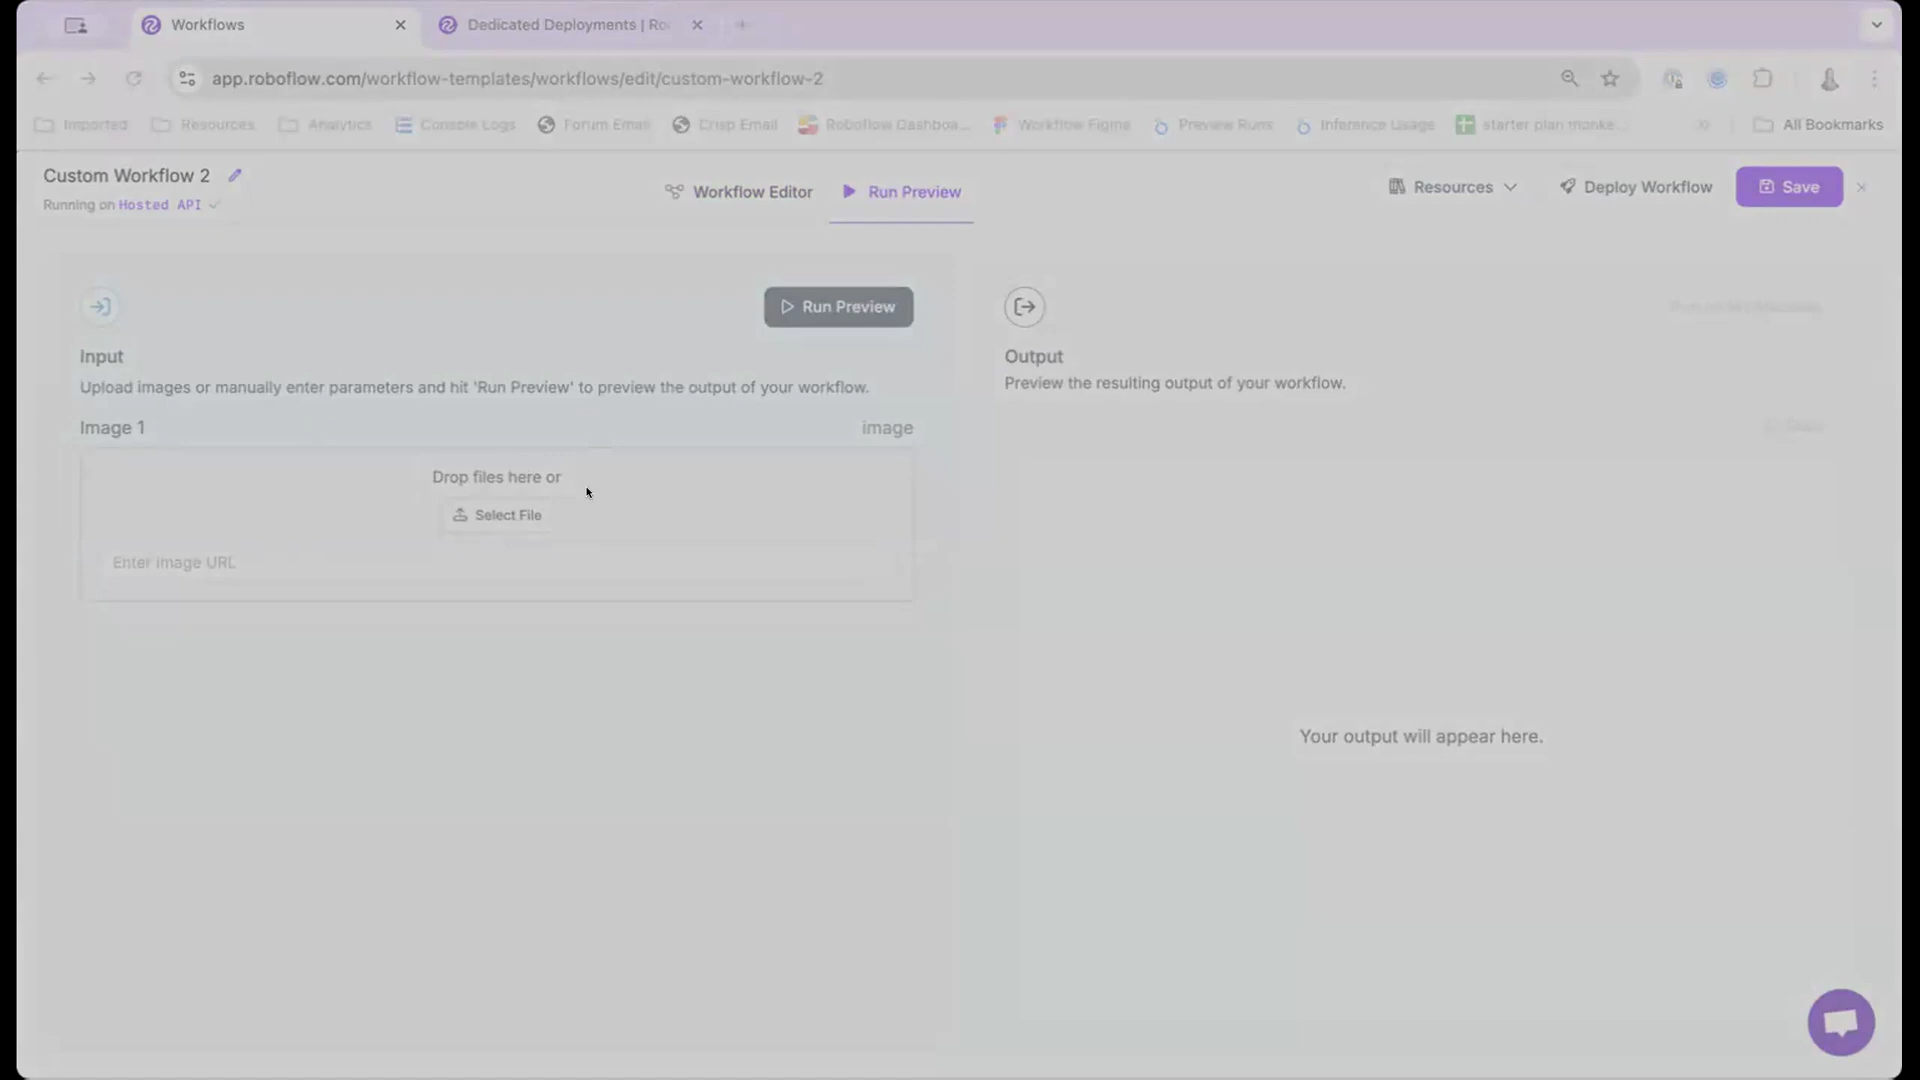 Workflows
Dedicated Deployments | Ro
app.roboflow.com/workflow-templates/workflows/edit/custom-workflow-2
Imported
Resources
Analytics
Console Logs
Forum Email
Crisp Email
Roboflow Dashboa...
Workflow Figma
Preview Runs
Inference Usage
starter plan monke...
All Bookmarks
Custom Workflow 2
Running on Hosted API
Workflow Editor
Run Preview
Resources
Deploy Workflow
Save
Run Preview
Input
Upload images or manually enter parameters and hit 'Run Preview' to preview the output of your workflow.
Image 1
image
Drop files here or
Select File
Enter Image URL
Output
Preview the resulting output of your workflow.
Your output will appear here.